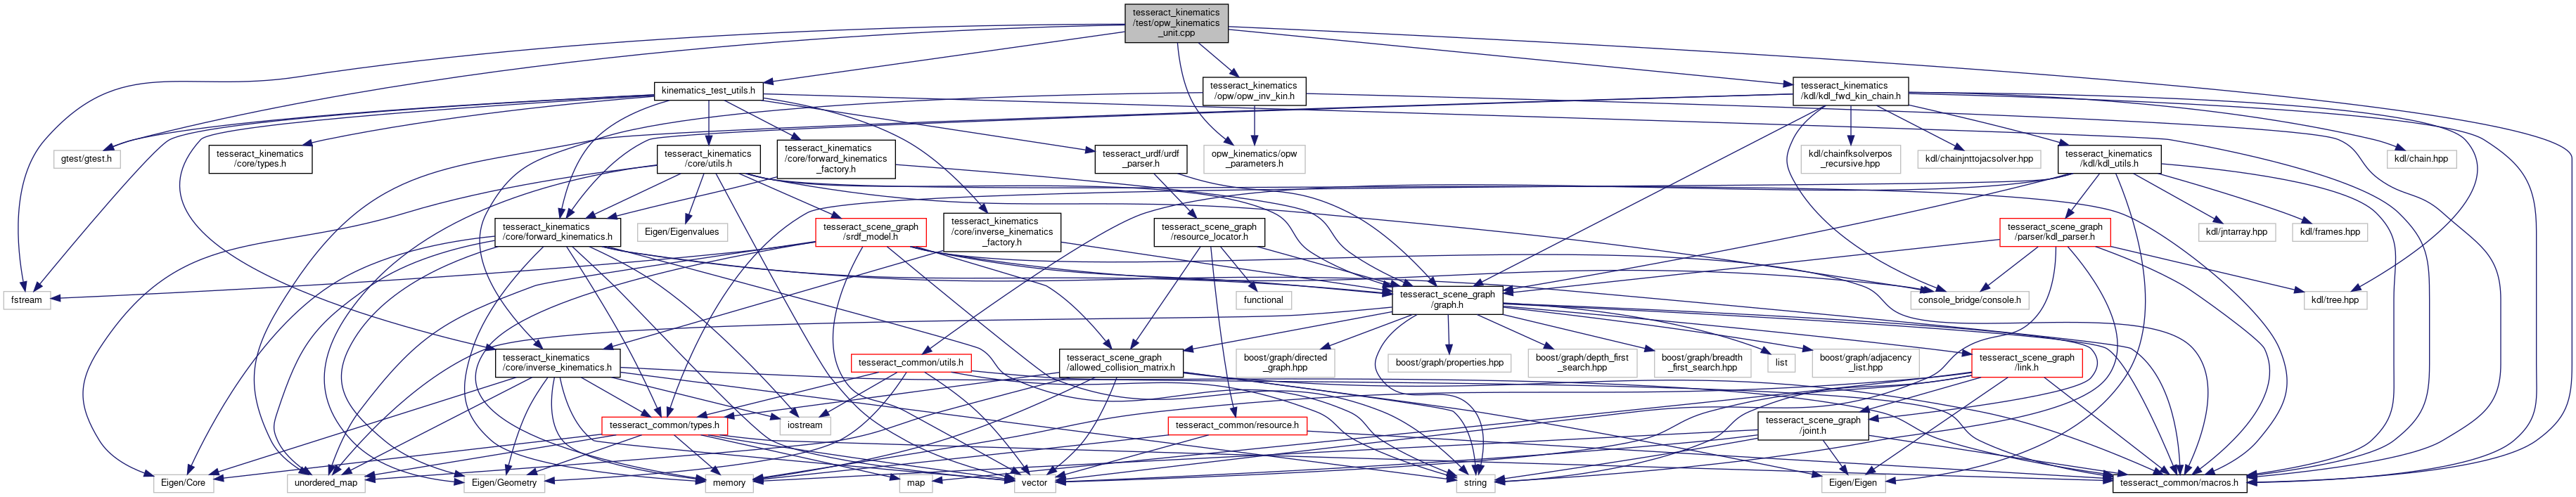 tesseract_kinematics
/test/opw_kinematics
_unit.cpp
kinematics_test_utils.h
tesseract_kinematics
/opw/opw_inv_kin.h
tesseract_kinematics
/kdl/kdl_fwd_kin_chain.h
gtest/gtest.h
tesseract_kinematics
/core/types.h
tesseract_kinematics
/core/utils.h
tesseract_kinematics
/core/forward_kinematics
_factory.h
tesseract_urdf/urdf
_parser.h
opw_kinematics/opw
_parameters.h
kdl/chainfksolverpos
_recursive.hpp
kdl/chainjnttojacsolver.hpp
tesseract_kinematics
/kdl/kdl_utils.h
kdl/chain.hpp
tesseract_kinematics
/core/forward_kinematics.h
Eigen/Eigenvalues
tesseract_scene_graph
/srdf_model.h
tesseract_kinematics
/core/inverse_kinematics
_factory.h
tesseract_scene_graph
/resource_locator.h
tesseract_scene_graph
/parser/kdl_parser.h
kdl/jntarray.hpp
kdl/frames.hpp
fstream
functional
tesseract_scene_graph
/graph.h
console_bridge/console.h
kdl/tree.hpp
tesseract_kinematics
/core/inverse_kinematics.h
tesseract_common/utils.h
tesseract_scene_graph
/allowed_collision_matrix.h
boost/graph/directed
_graph.hpp
boost/graph/properties.hpp
boost/graph/depth_first
_search.hpp
boost/graph/breadth
_first_search.hpp
list
boost/graph/adjacency
_list.hpp
tesseract_scene_graph
/link.h
tesseract_common/types.h
iostream
tesseract_common/resource.h
tesseract_scene_graph
/joint.h
Eigen/Core
unordered_map
Eigen/Geometry
memory
map
vector
string
Eigen/Eigen
tesseract_common/macros.h